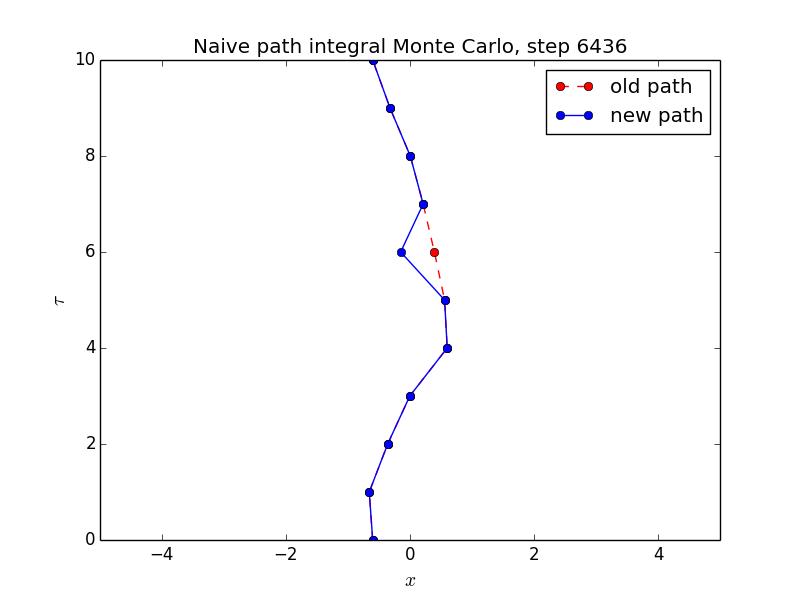 Naive path integral Monte Carlo, step 6436
10
8
6
4
2
0
τ
old path
new path
−4
−2
0
2
4
x